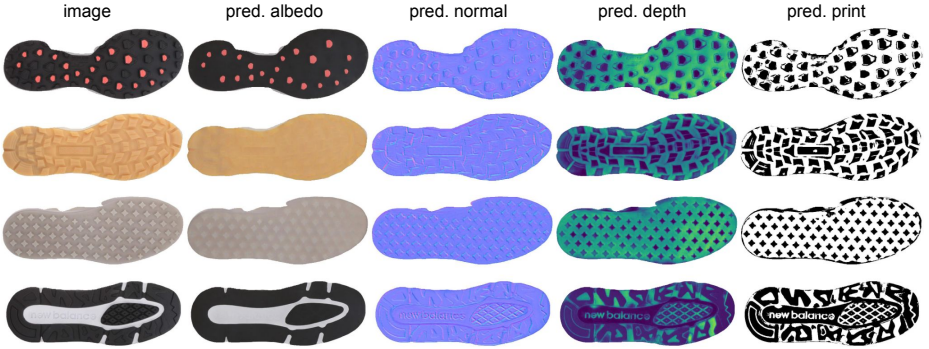 image pred. albedo pred. normal pred. depth pred. print
new balance new balance new balance new balance